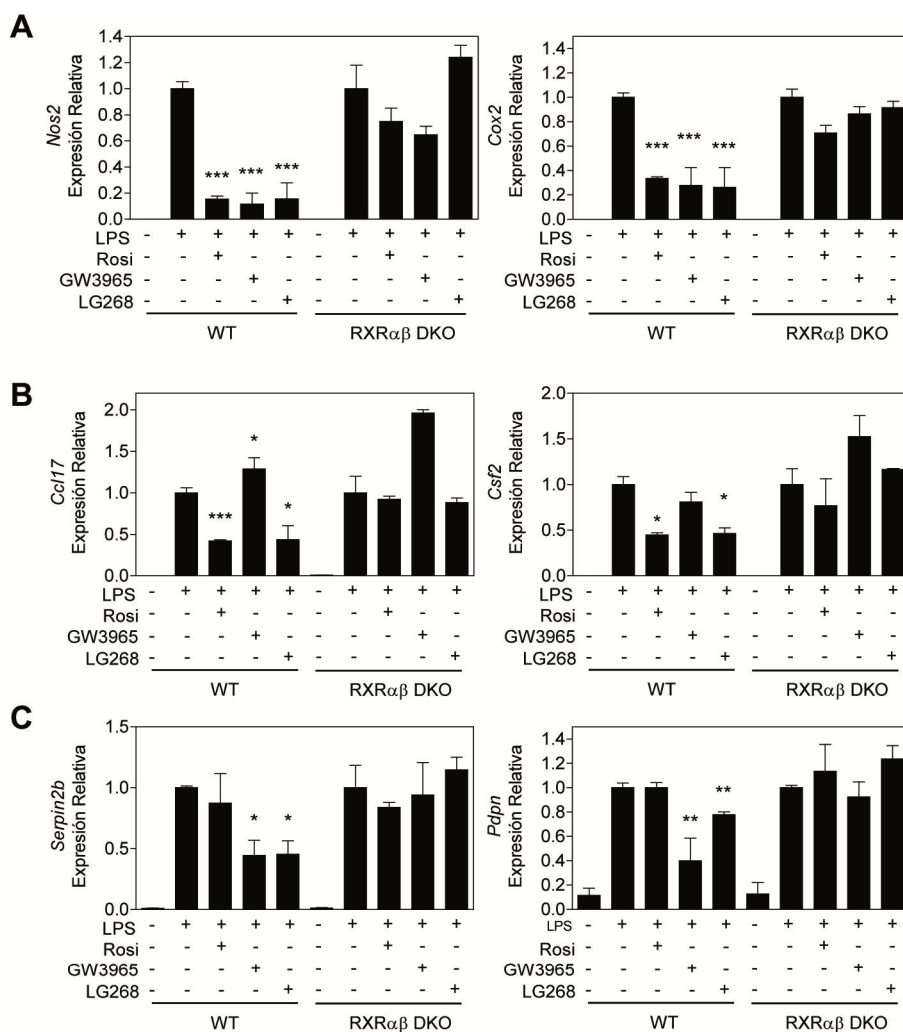 A
Nos2
Expresión Relativa
1.4
1.2
1.0
0.8
0.6
0.4
0.2
0.0
*** *** ***
- + + + + - + + + +
LPS
Rosi - - + - - - - + - -
GW3965 - - - + - - - - + -
LG268 - - - - + - - - - +
WT RXRαβ DKO
Cox2
Expresión Relativa
1.4
1.2
1.0
0.8
0.6
0.4
0.2
0.0
*** *** ***
- + + + + - + + + +
LPS
Rosi - - + - - - - + - -
GW3965 - - - + - - - - + -
LG268 - - - - + - - - - +
WT RXRαβ DKO
B
Ccl17
Expresión Relativa
2.0
1.5
1.0
0.5
0.0
*** * *
- + + + + - + + + +
LPS
Rosi - - + - - - - + - -
GW3965 - - - + - - - - + -
LG268 - - - - + - - - - +
WT RXRαβ DKO
Csf2
Expresión Relativa
2.0
1.5
1.0
0.5
0.0
* *
- + + + + - + + + +
LPS
Rosi - - + - - - - + - -
GW3965 - - - + - - - - + -
LG268 - - - - + - - - - +
WT RXRαβ DKO
C
Serpin2b
Expresión Relativa
1.5
1.0
0.5
0.0
* *
- + + + + - + + + +
LPS
Rosi - - + - - - - + - -
GW3965 - - - + - - - - + -
LG268 - - - - + - - - - +
WT RXRαβ DKO
Pdpn
Expresión Relativa
1.4
1.2
1.0
0.8
0.6
0.4
0.2
0.0
** **
- + + + + - + + + +
LPS
Rosi - - + - - - - + - -
GW3965 - - - + - - - - + -
LG268 - - - - + - - - - +
WT RXRαβ DKO